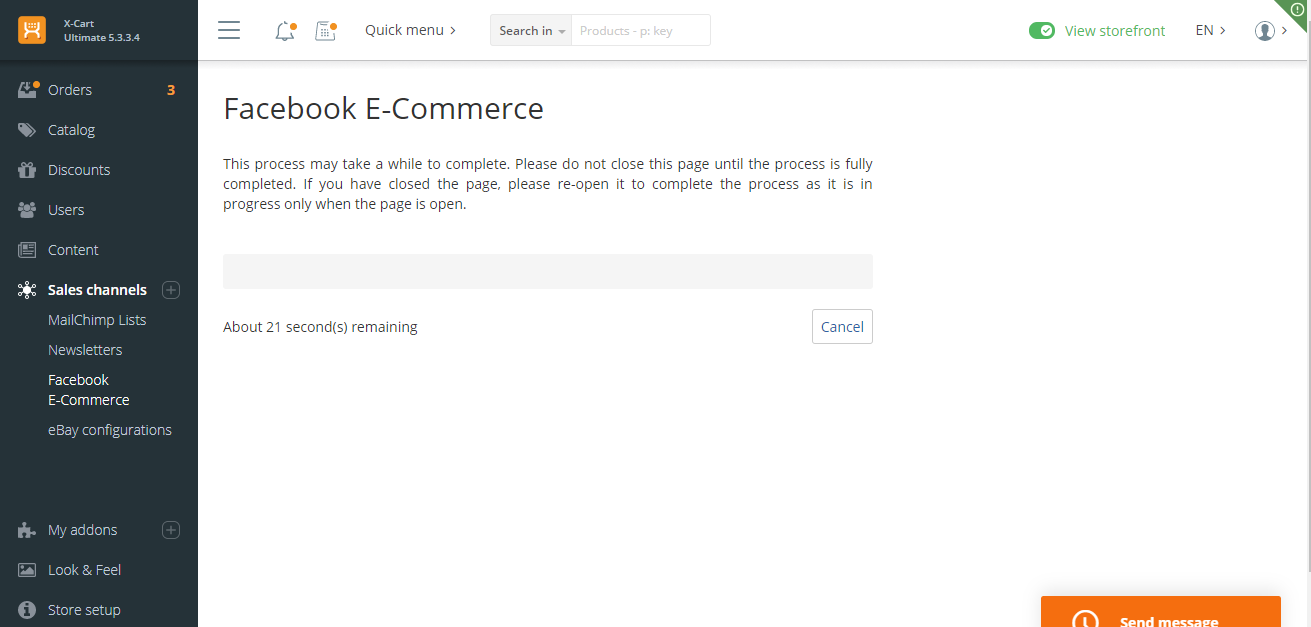 X-Cart
Ultimate 5.3.3.4
Quick menu
Search in
Products - p: key
View storefront
EN
Orders
3
Catalog
Discounts
Users
Content
Sales channels
MailChimp Lists
Newsletters
Facebook
E-Commerce
eBay configurations
My addons
Look & Feel
Store setup
Facebook E-Commerce
This process may take a while to complete. Please do not close this page until the process is fully
completed. If you have closed the page, please re-open it to complete the process as it is in
progress only when the page is open.
About 21 second(s) remaining
Cancel
Send message